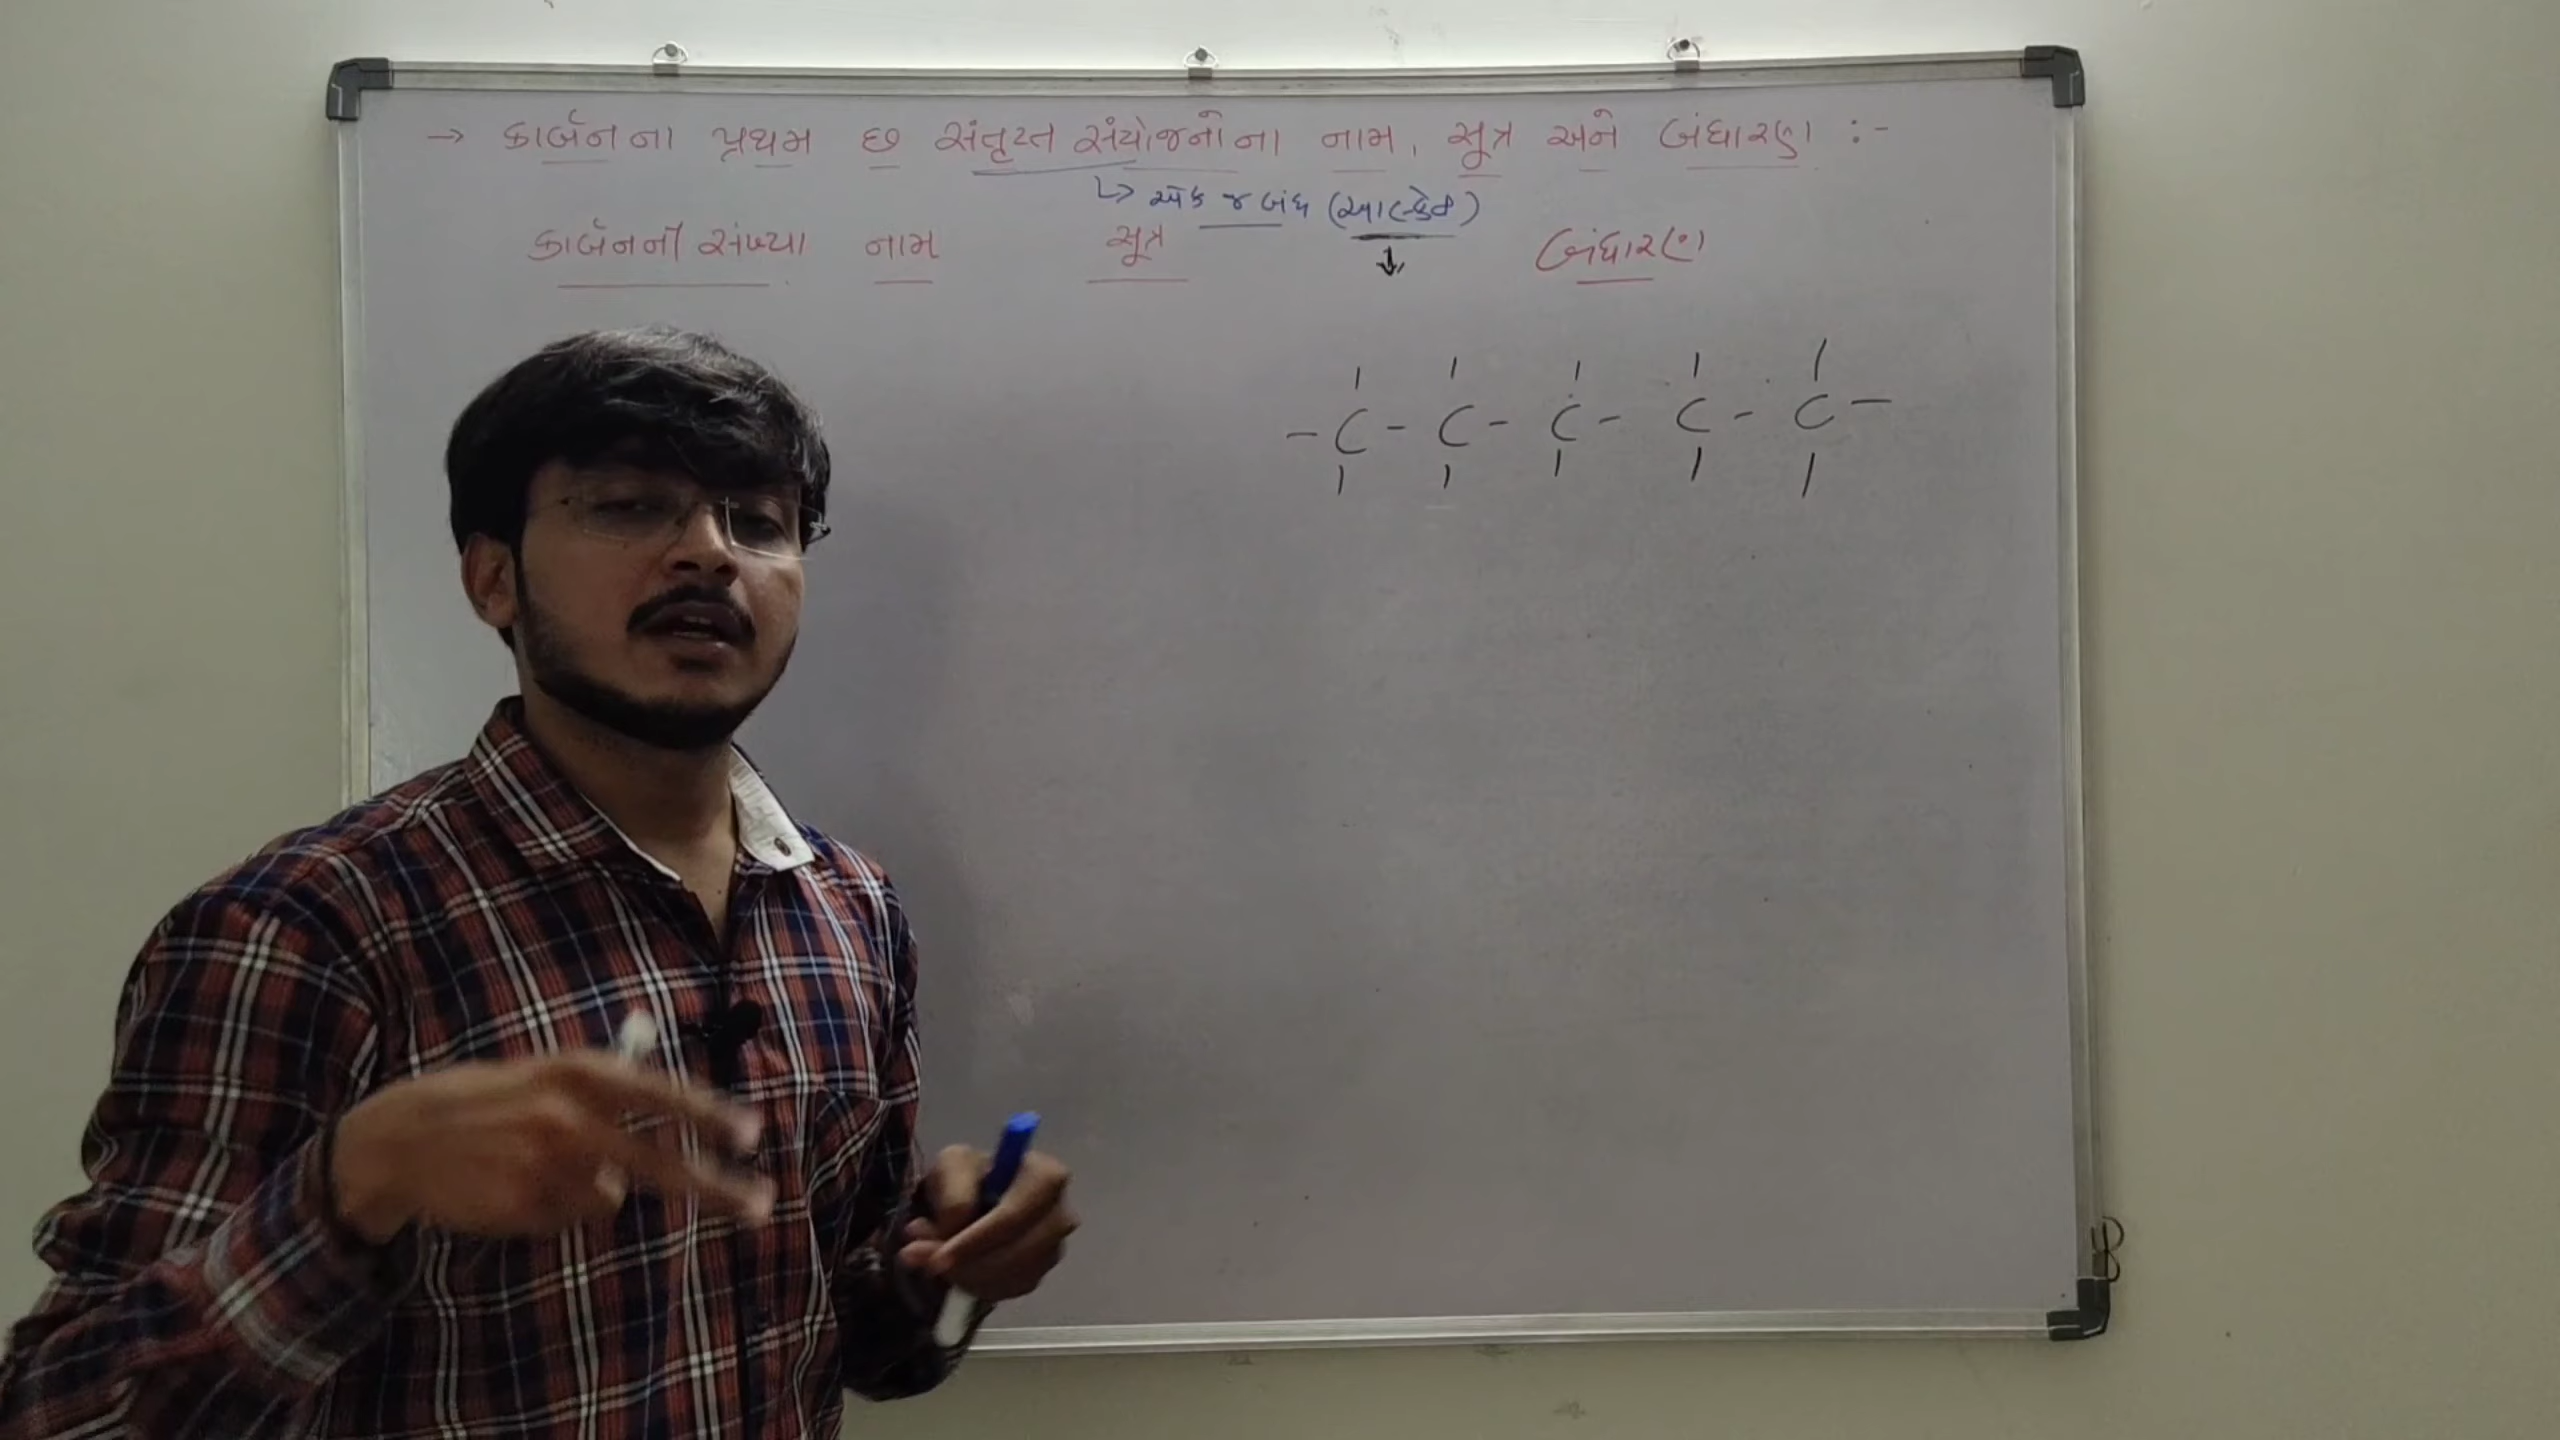 → કાર્બનના પ્રથમ છ સંતૃપ્ત સંયોજનોના નામ, સૂત્ર અને બંધારણ :-
↳ એક જ બંધ (આલ્કેન)
કાર્બનની સંખ્યા નામ સૂત્ર ↓ બંધારણ
| | | | |
- C - C - C - C - C -
| | | | |